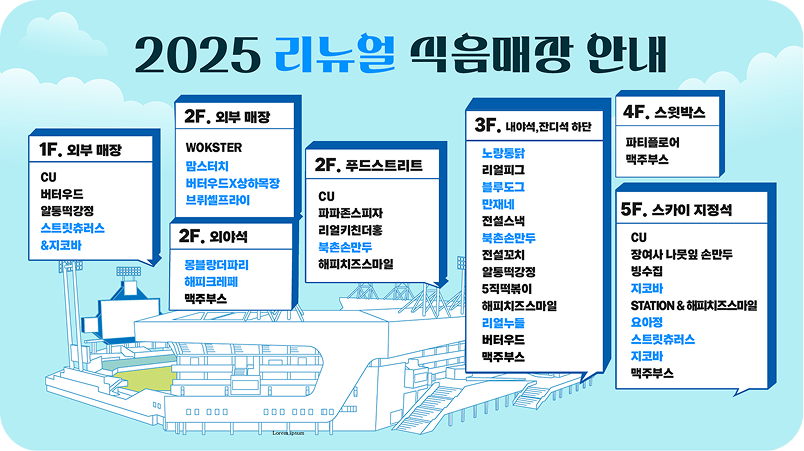 2025 리뉴얼 식음매장 안내
1F. 외부 매장
CU
버터우드
알통떡강정
스트릿츄러스
&지코바
2F. 외부 매장
WOKSTER
맘스터치
버터우드X상하목장
브뤼셀프라이
2F. 외야석
몽블랑더파리
해피크레페
맥주부스
2F. 푸드스트리트
CU
파파존스피자
리얼키친더홍
북촌손만두
해피치즈스마일
3F. 내야석,잔디석 하단
노랑통닭
리얼피그
블루도그
만재네
전설스낵
북촌손만두
전설꼬치
알통떡강정
5직떡볶이
해피치즈스마일
리얼누들
버터우드
맥주부스
4F. 스윗박스
파티플로어
맥주부스
5F. 스카이 지정석
CU
장여사 나뭇잎 손만두
빙수집
지코바
STATION & 해피치즈스마일
요아정
스트릿츄러스
지코바
맥주부스
Lorem ipsum